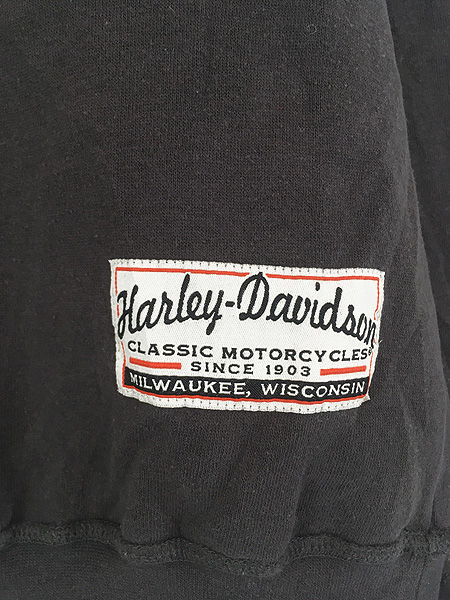 Harley-Davidson
CLASSIC MOTORCYCLES®
SINCE 1903
MILWAUKEE, WISCONSIN